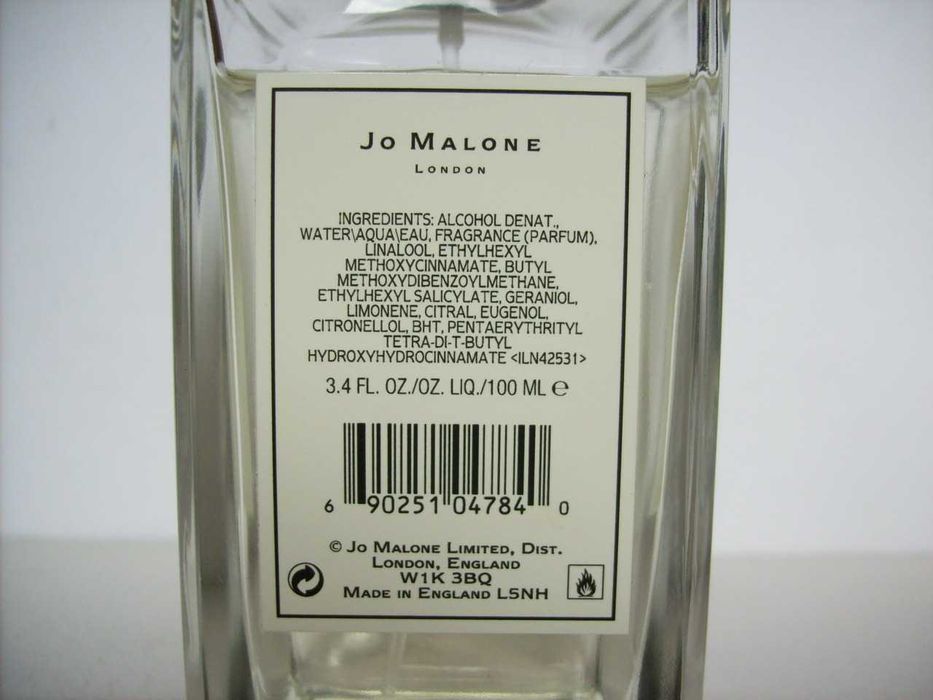 JO MALONE
LONDON
INGREDIENTS: ALCOHOL DENAT.,
WATER\AQUA\EAU, FRAGRANCE (PARFUM),
LINALOOL, ETHYLHEXYL
METHOXYCINNAMATE, BUTYL
METHOXYDIBENZOYLMETHANE,
ETHYLHEXYL SALICYLATE, GERANIOL,
LIMONENE, CITRAL, EUGENOL,
CITRONELLOL, BHT, PENTAERYTHRITYL
TETRA-DI-T-BUTYL
HYDROXYHYDROCINNAMATE <ILN42531>
3.4 FL. OZ./OZ. LIQ./100 ML ℮
6 90251 04784 0
© JO MALONE LIMITED, DIST.
LONDON, ENGLAND
W1K 3BQ
MADE IN ENGLAND L5NH